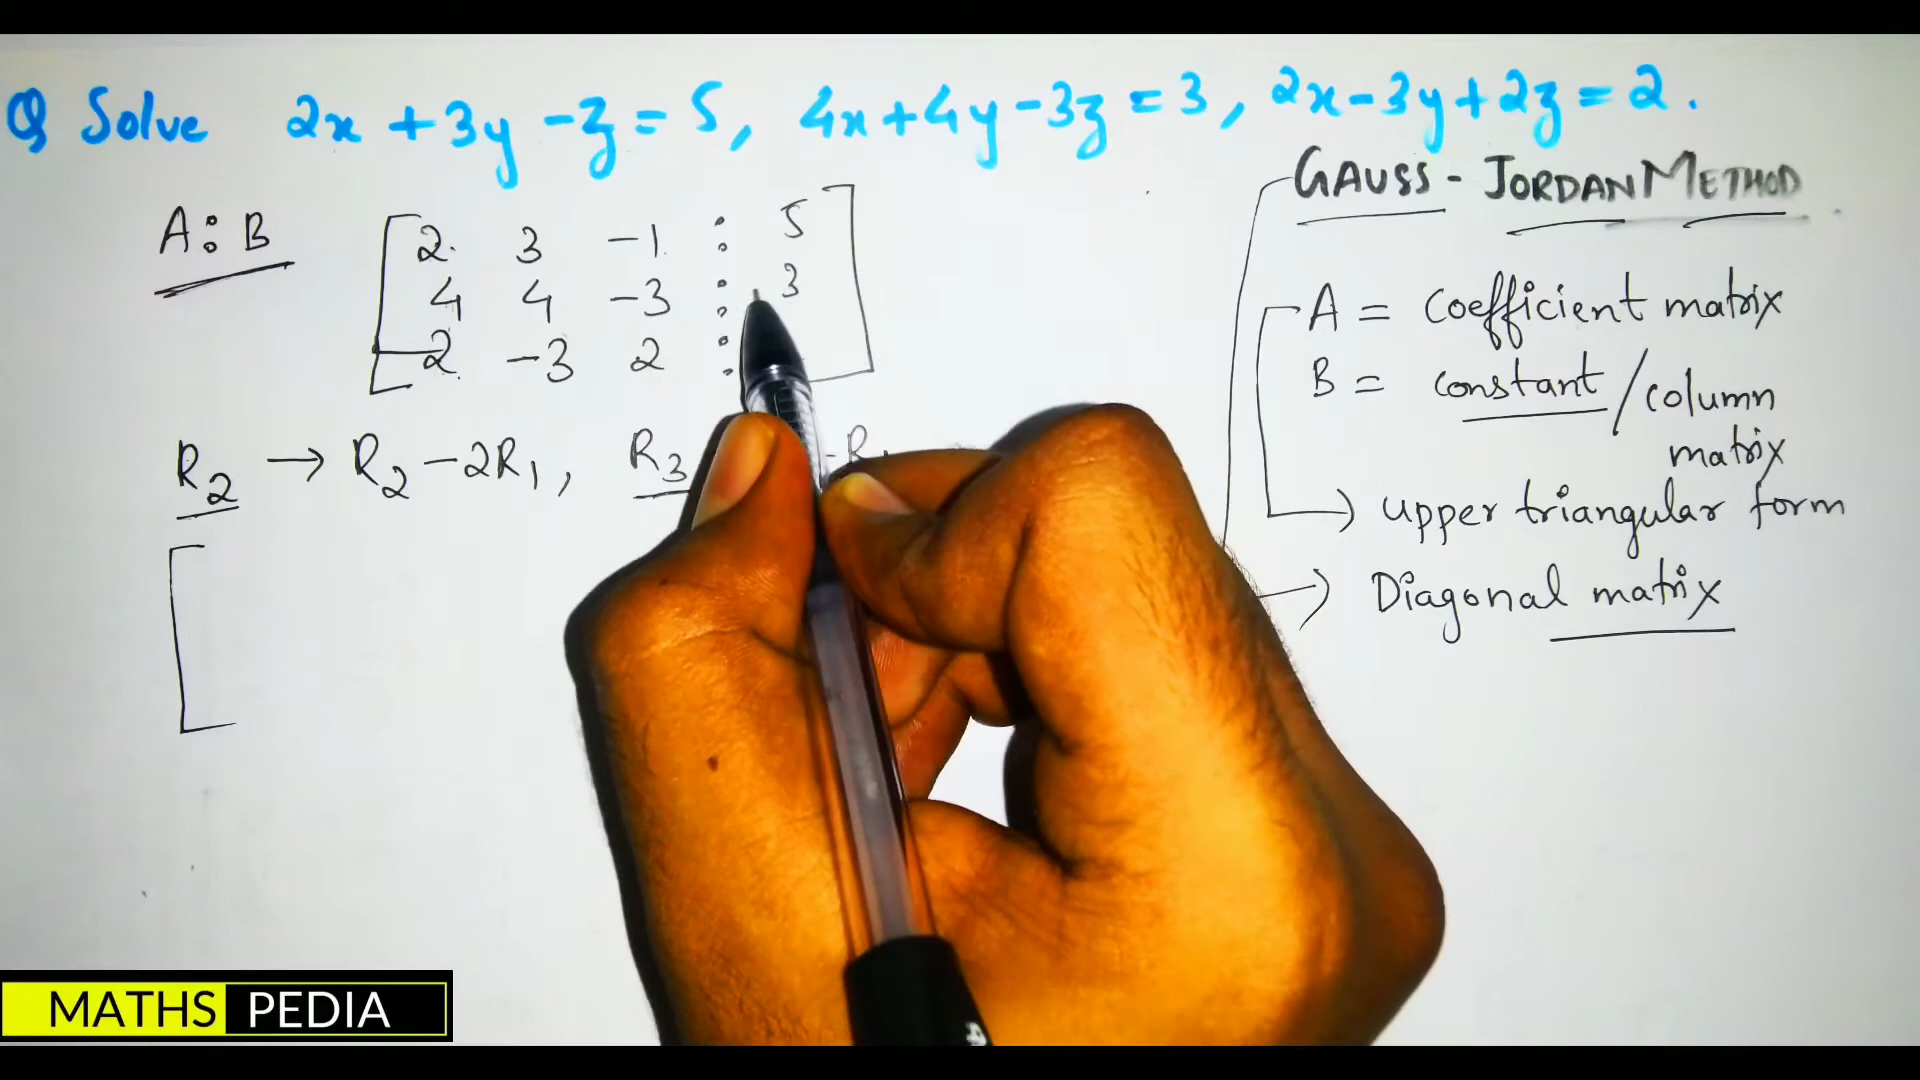 Q Solve 2x + 3y - z = 5, 4x + 4y - 3z = 3, 2x - 3y + 2z = 2.
GAUSS - JORDAN METHOD
A : B
2 3 -1 : 5
4 4 -3 : 3
2 -3 2 :
R2 → R2 - 2R1, R3 - R
A = Coefficient matrix
B = constant / column
matrix
→ upper triangular form
→ Diagonal matrix
MATHS PEDIA